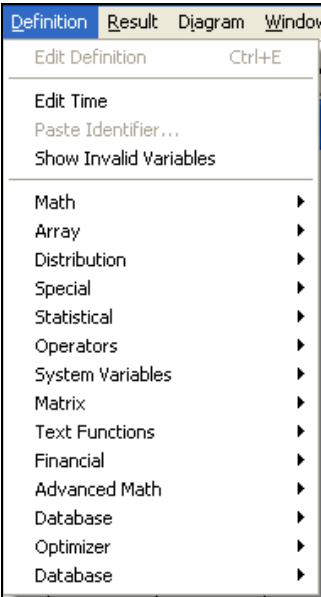 Definition Result Diagram Window
Edit Definition Ctrl+E
Edit Time
Paste Identifier...
Show Invalid Variables
Math
Array
Distribution
Special
Statistical
Operators
System Variables
Matrix
Text Functions
Financial
Advanced Math
Database
Optimizer
Database